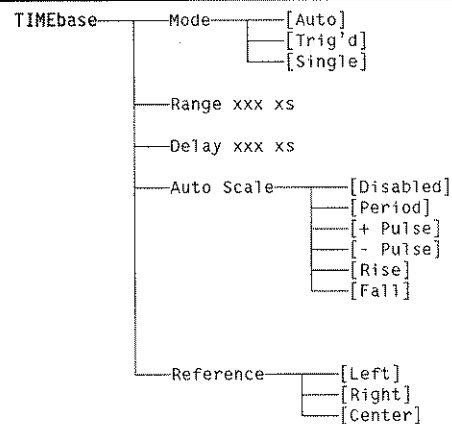 TIMEbase Mode [Auto]
[Trig'd]
[Single]
Range xxx xs
Delay xxx xs
Auto Scale [Disabled]
[Period]
[+ Pulse]
[- Pulse]
[Rise]
[Fall]
Reference [Left]
[Right]
[Center]